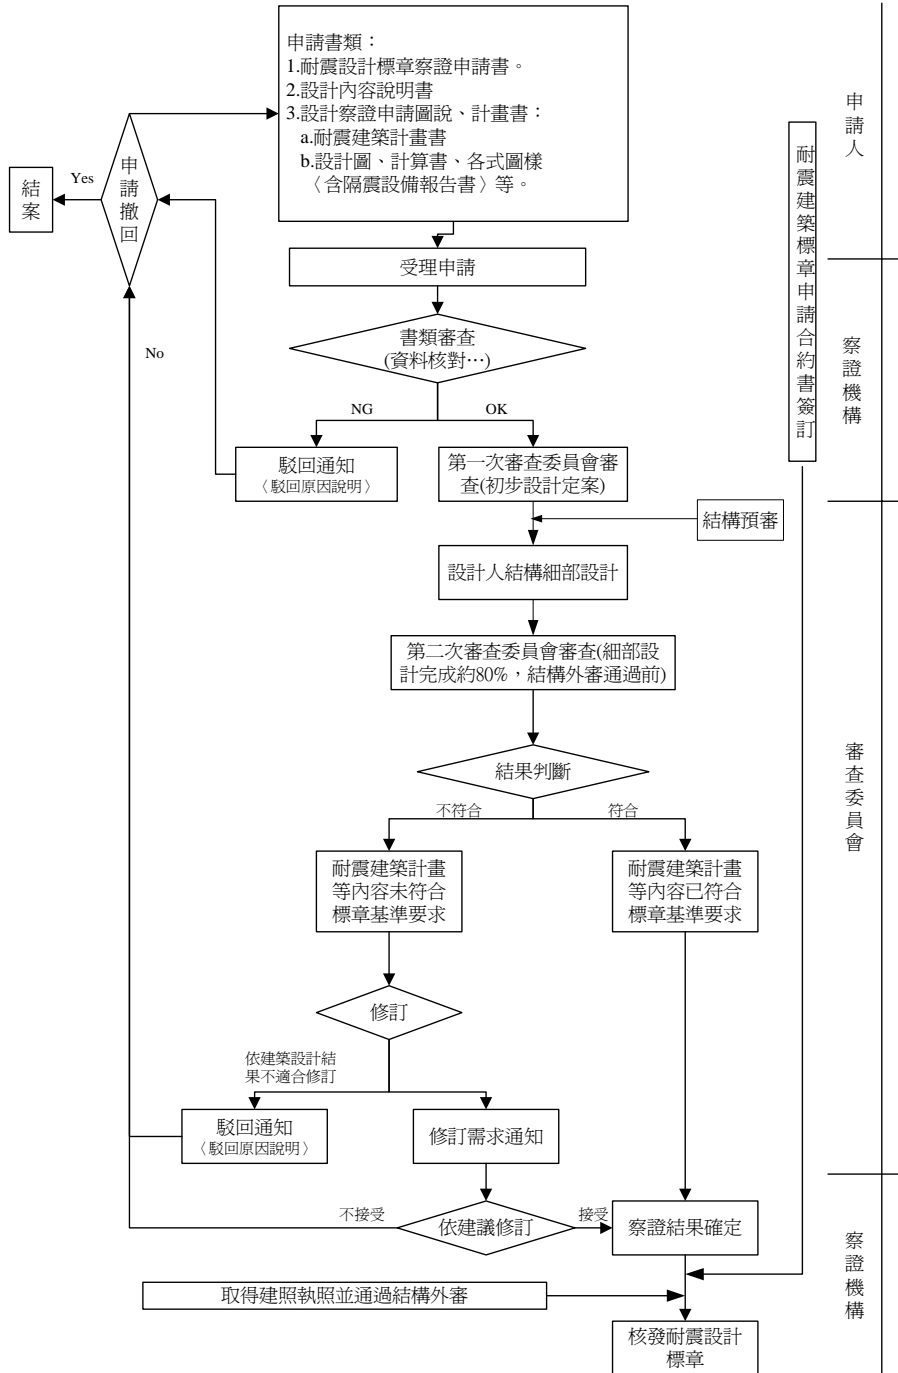 申請書類：
1.耐震設計標章察證申請書。
2.設計內容說明書
3.設計察證申請圖說、計畫書：
a.耐震建築計畫書
b.設計圖、計算書、各式圖樣
〈含隔震設備報告書〉等。
申請人
耐震建築標章申請合約書簽訂
結案
Yes
申請撤回
受理申請
察證機構
書類審查
(資料核對…)
No
NG
OK
駁回通知
〈駁回原因說明〉
第一次審查委員會審
查(初步設計定案)
結構預審
設計人結構細部設計
第二次審查委員會審查(細部設
計完成約80%，結構外審通過前)
審查委員會
結果判斷
不符合
符合
耐震建築計畫
等內容未符合
標章基準要求
耐震建築計畫
等內容已符合
標章基準要求
修訂
依建築設計結
果不適合修訂
駁回通知
〈駁回原因說明〉
修訂需求通知
不接受
依建議修訂
接受
察證結果確定
察證機構
取得建照執照並通過結構外審
核發耐震設計
標章